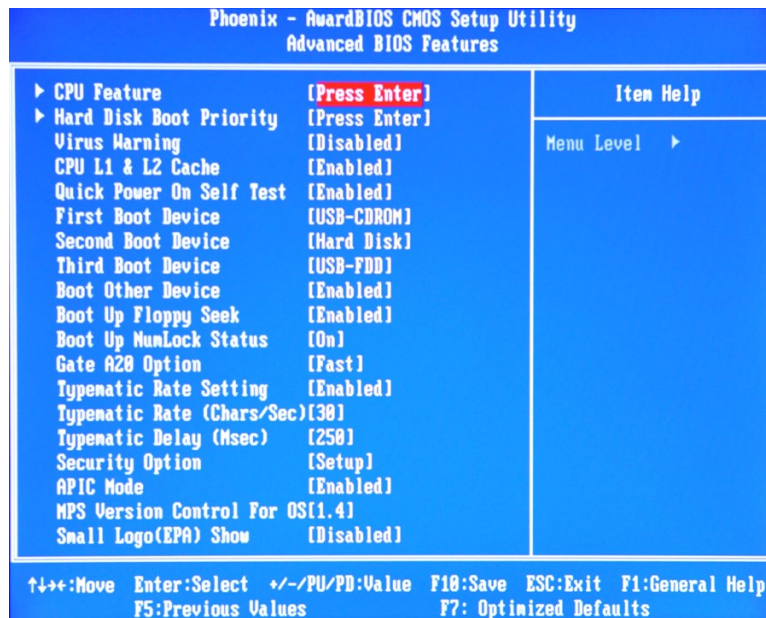 Phoenix - AwardBIOS CMOS Setup Utility
Advanced BIOS Features
CPU Feature [Press Enter]
Hard Disk Boot Priority [Press Enter]
Virus Warning [Disabled]
CPU L1 & L2 Cache [Enabled]
Quick Power On Self Test [Enabled]
First Boot Device [USB-CDROM]
Second Boot Device [Hard Disk]
Third Boot Device [USB-FDD]
Boot Other Device [Enabled]
Boot Up Floppy Seek [Enabled]
Boot Up NumLock Status [On]
Gate A20 Option [Fast]
Typematic Rate Setting [Enabled]
Typematic Rate (Chars/Sec)[30]
Typematic Delay (Msec) [250]
Security Option [Setup]
APIC Mode [Enabled]
MPS Version Control For OS[1.4]
Small Logo(EPA) Show [Disabled]
Item Help
Menu Level
↑↓→←:Move Enter:Select +/-/PU/PD:Value F10:Save ESC:Exit F1:General Help
F5:Previous Values F7: Optimized Defaults